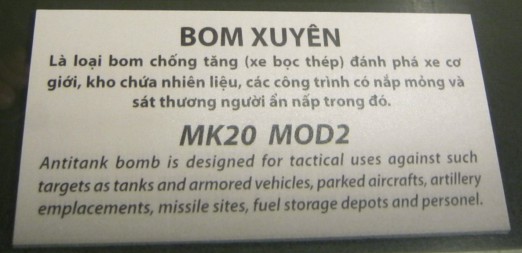 BOM XUYÊN
Là loại bom chống tăng (xe bọc thép) đánh phá xe cơ
giới, kho chứa nhiên liệu, các công trình có nắp mỏng và
sát thương người ẩn nấp trong đó.
MK20 MOD2
Antitank bomb is designed for tactical uses against such
targets as tanks and armored vehicles, parked aircrafts, artillery
emplacements, missile sites, fuel storage depots and personel.